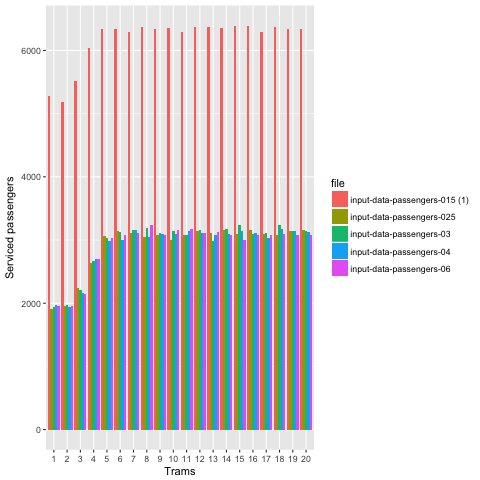 6000
4000
2000
0
Serviced passengers
1 2 3 4 5 6 7 8 9 10 11 12 13 14 15 16 17 18 19 20
Trams
file
input-data-passengers-015 (1)
input-data-passengers-025
input-data-passengers-03
input-data-passengers-04
input-data-passengers-06